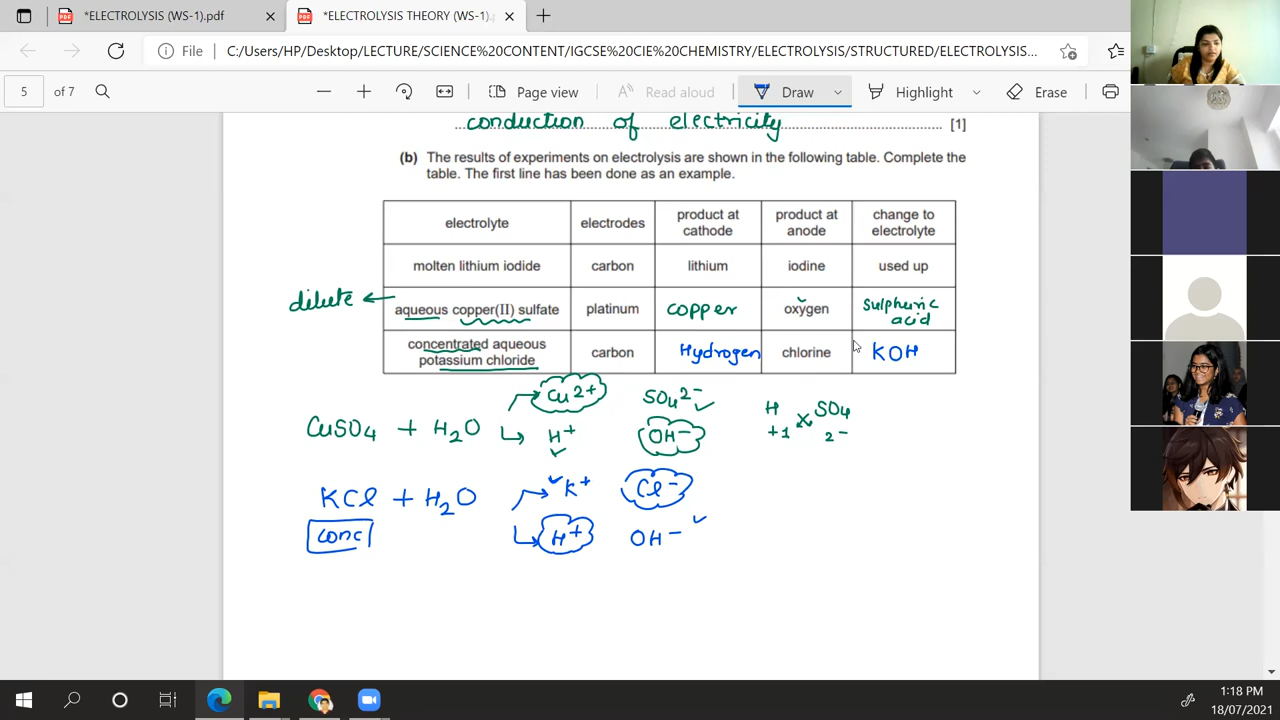 *ELECTROLYSIS (WS-1).pdf
*ELECTROLYSIS THEORY (WS-1)
File C:/Users/HP/Desktop/LECTURE/SCIENCE%20CONTENT/IGCSE%20CIE%20CHEMISTRY/ELECTROLYSIS/STRUCTURED/ELECTROLYSIS...
5 of 7 Page view Read aloud Draw Highlight Erase
conduction of electricity [1]
(b) The results of experiments on electrolysis are shown in the following table. Complete the
table. The first line has been done as an example.
electrolyte electrodes product at cathode product at anode change to electrolyte
molten lithium iodide carbon lithium iodine used up
dilute ← aqueous copper(II) sulfate platinum copper oxygen sulphuric acid
concentrated aqueous potassium chloride carbon Hydrogen chlorine KOH
CuSO4 + H2O
Cu2+ SO4 2-
H+ OH-
H SO4
+1 2-
KCl + H2O
K+ Cl-
conc
H+ OH-
1:18 PM
18/07/2021